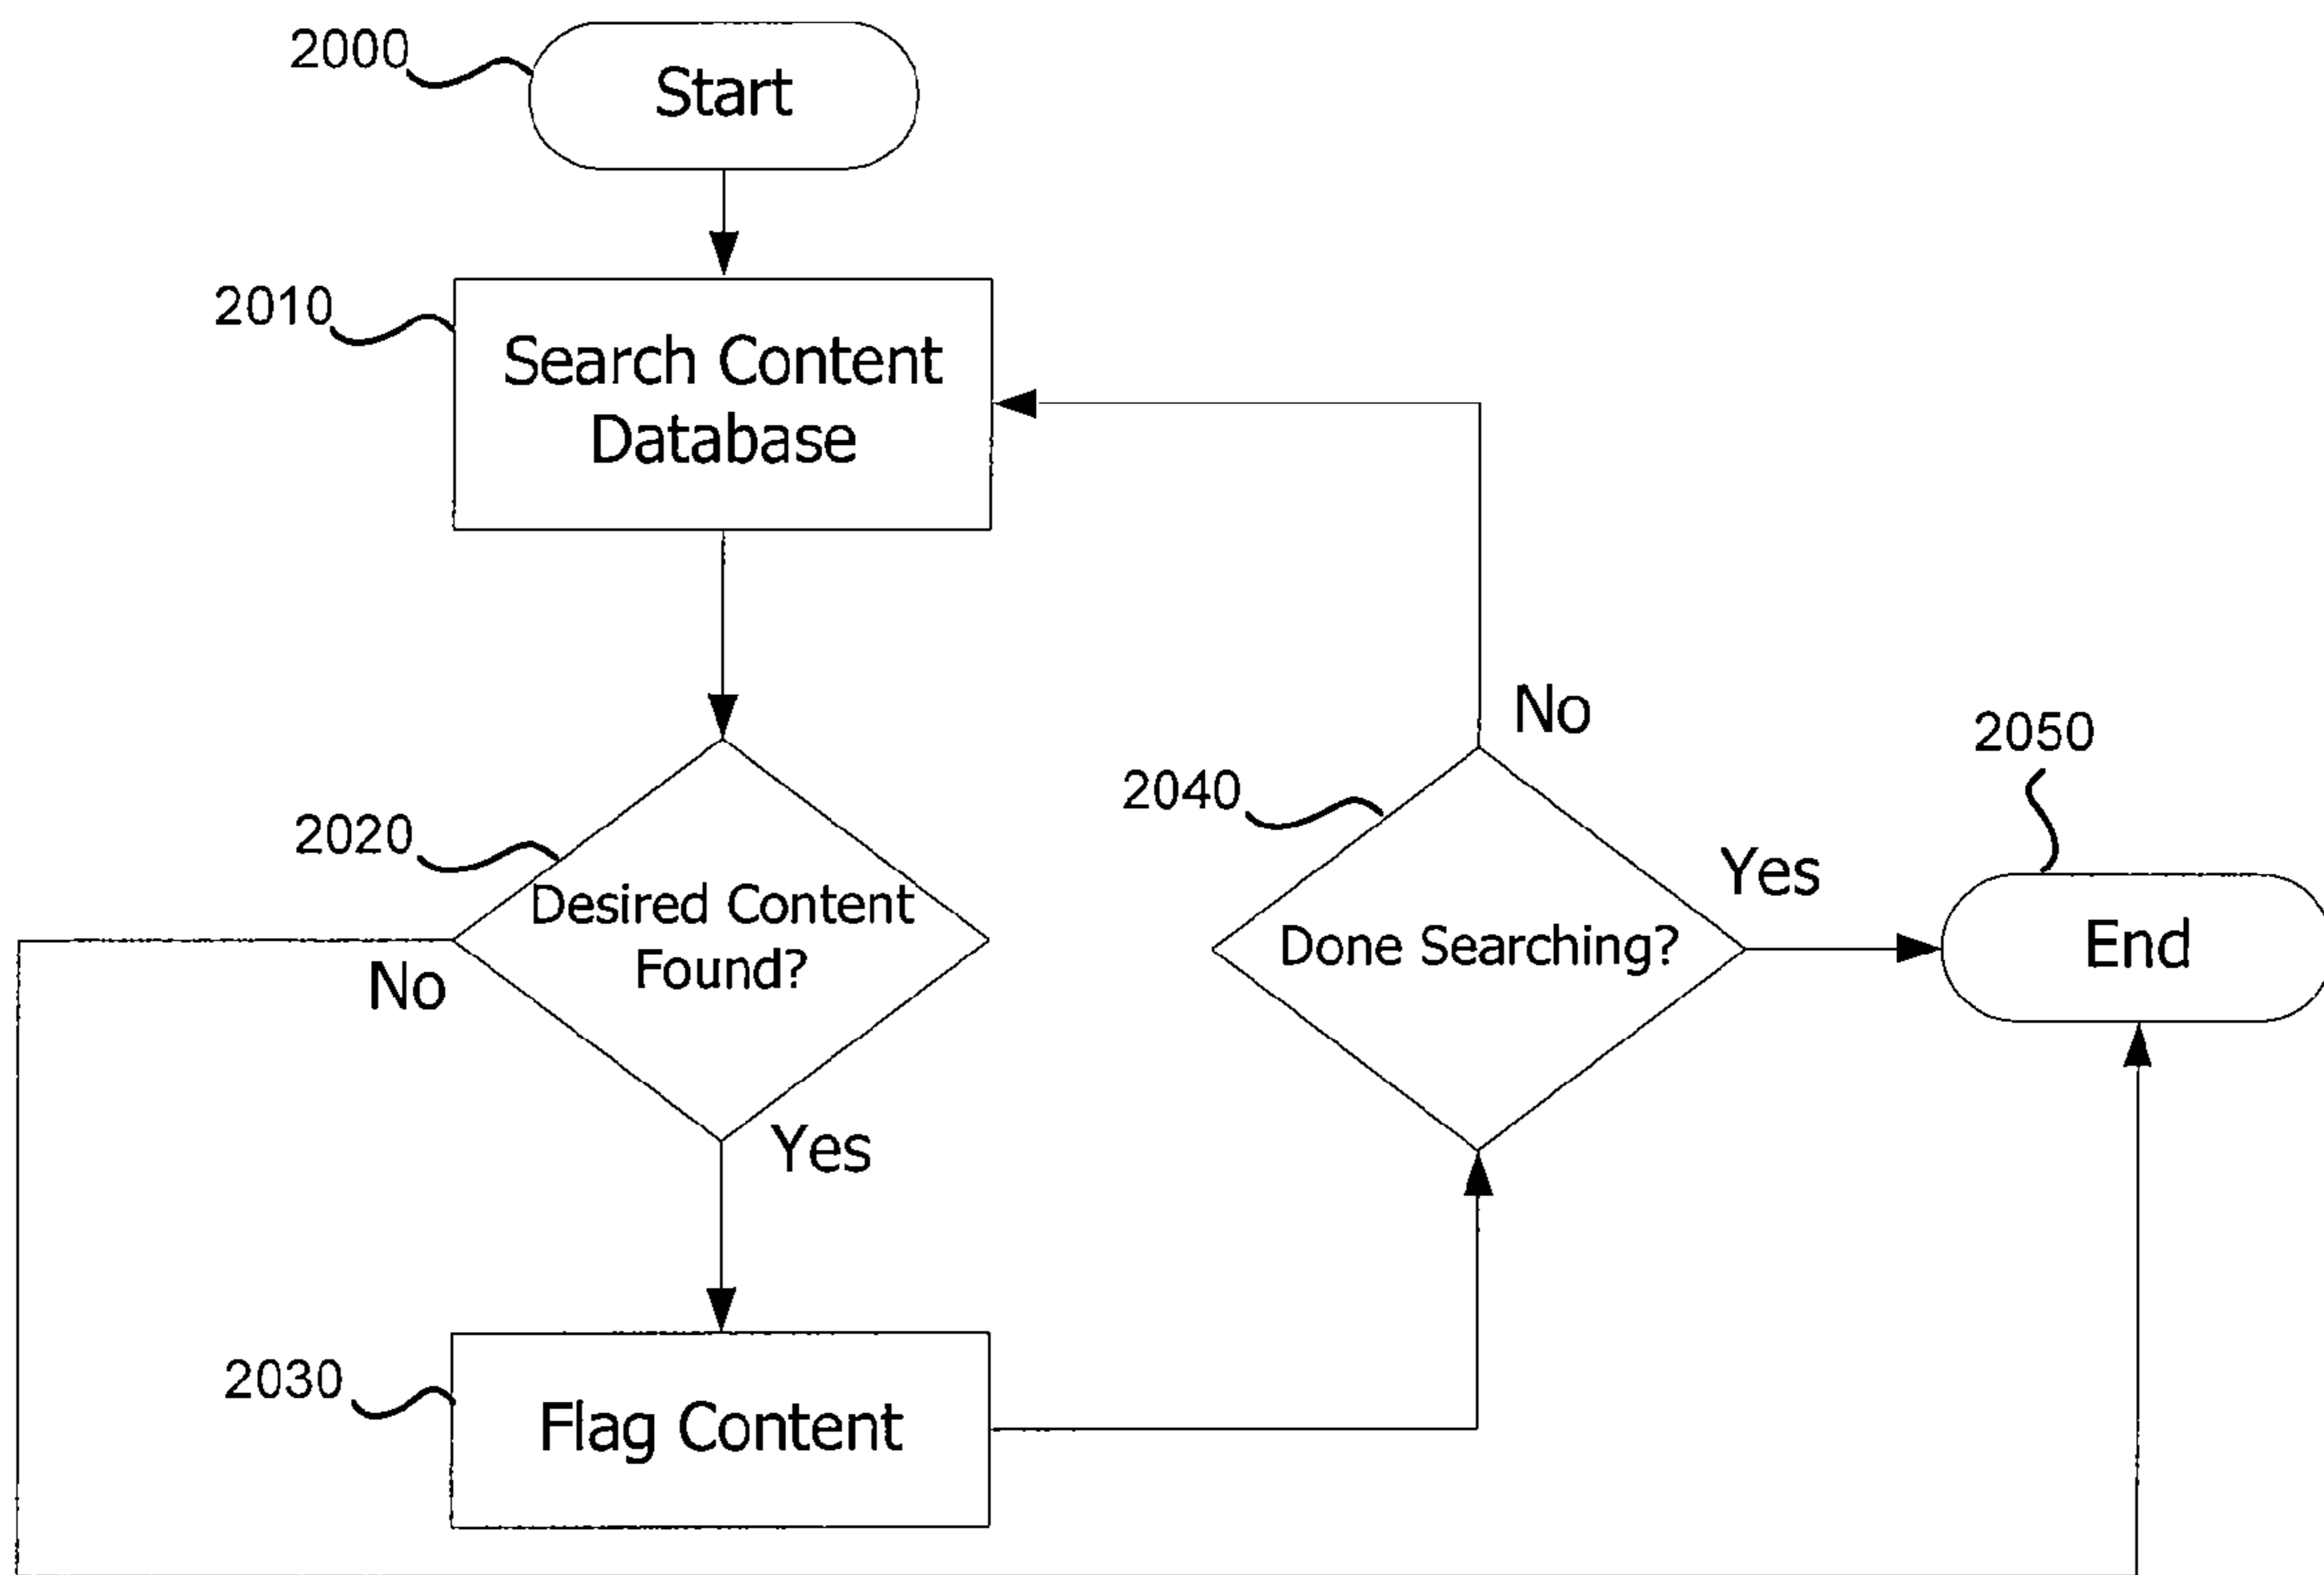 2000
Start
2010
Search Content
Database
No
2050
2040
2020
Yes
Desired Content
Found?
Done Searching?
End
No
Yes
2030
Flag Content